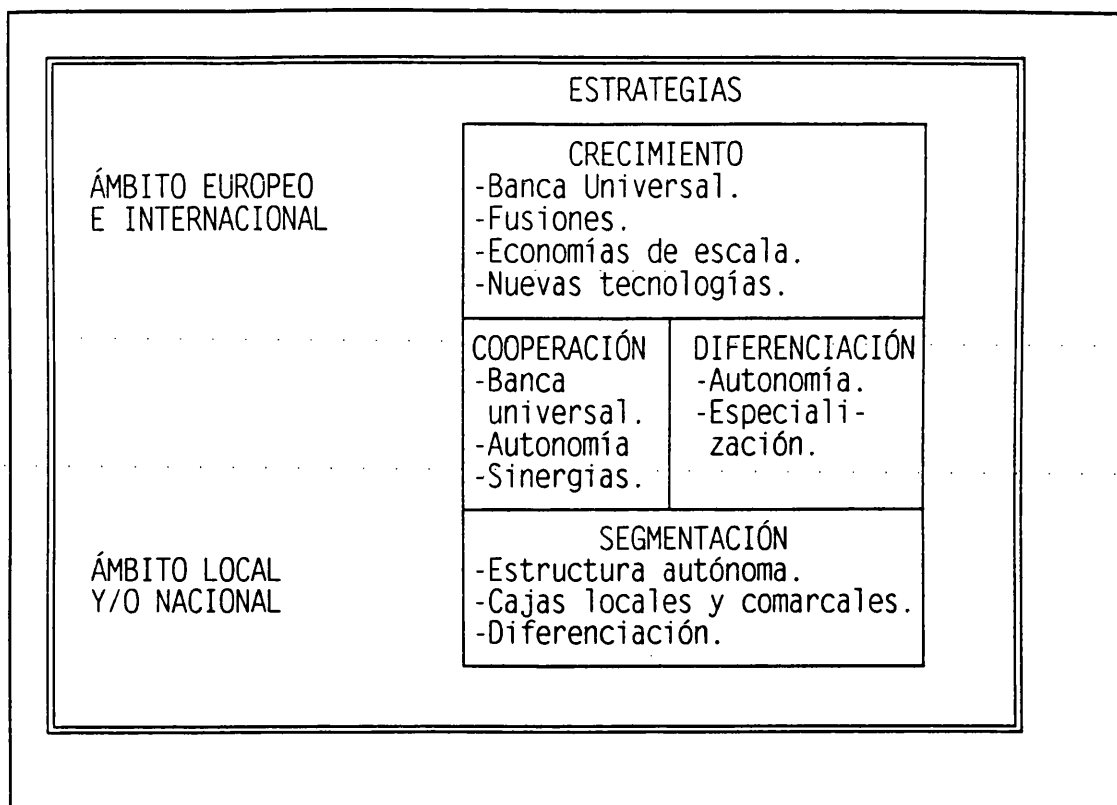 ESTRATEGIAS
ÁMBITO EUROPEO
E INTERNACIONAL
CRECIMIENTO
-Banca Universal.
-Fusiones.
-Economías de escala.
-Nuevas tecnologías.
COOPERACIÓN
-Banca
universal.
-Autonomía
-Sinergias.
DIFERENCIACIÓN
-Autonomía.
-Especiali-
zación.
ÁMBITO LOCAL
Y/O NACIONAL
SEGMENTACIÓN
-Estructura autónoma.
-Cajas locales y comarcales.
-Diferenciación.